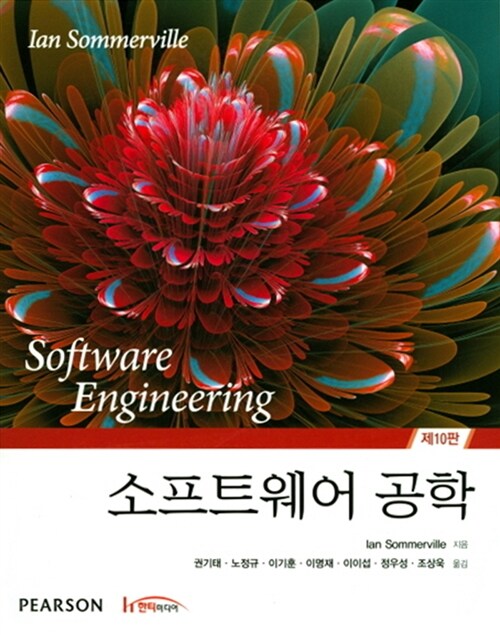 Ian Sommerville
Software
Engineering
제10판
소프트웨어 공학
Ian Sommerville 지음
권기태 · 노정규 · 이기훈 · 이명재 · 이이섭 · 정우성 · 조상욱 옮김
PEARSON 한티미디어